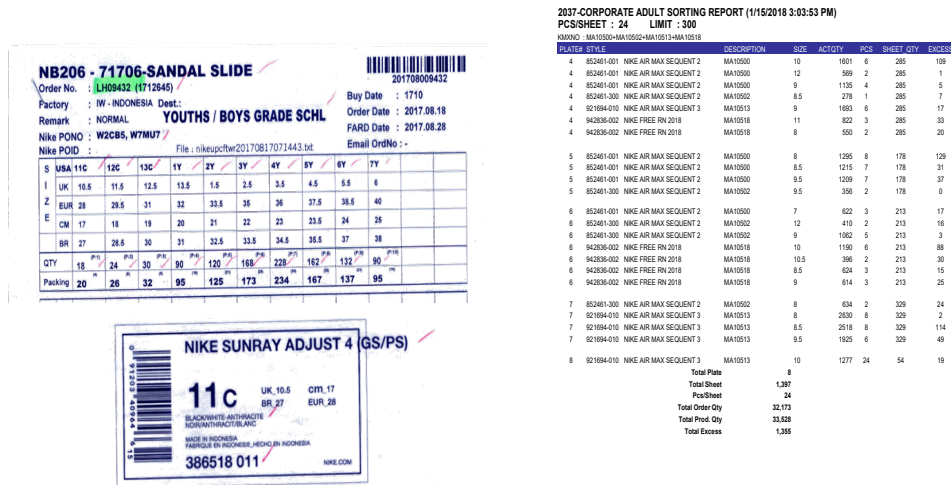 NB206 - 71706-SANDAL SLIDE
201708009432
Order No. : LH09432 (1712645)
Buy Date : 1710
Factory : IW - INDONESIA Dest.:
Order Date : 2017.08.18
Remark : NORMAL YOUTHS / BOYS GRADE SCHL
FARD Date : 2017.08.28
Nike PONO : W2CB5, W7MU7
Email OrdNo : -
Nike POID : File : nikeupcftwr20170817071443.txt
SIZE
USA 11C 12C 13C 1Y 2Y 3Y 4Y 5Y 6Y 7Y
UK 10.5 11.5 12.5 13.5 1.5 2.5 3.5 4.5 5.5 6
EUR 28 29.5 31 32 33.5 35 36 37.5 38.5 40
CM 17 18 19 20 21 22 23 23.5 24 25
BR 27 28.5 30 31 32.5 33.5 34.5 35.5 37 38
QTY 18 (P:1) 24 (P:2) 30 (P:3) 90 (P:4) 120 (P:5) 168 (P:6) 228 (P:7) 162 (P:8) 132 (P:9) 90 (P:10)
Packing 20 26 32 95 125 173 234 167 137 95
NIKE SUNRAY ADJUST 4 (GS/PS)
11C
UK_10.5 cm_17
BR_27 EUR_28
BLACK/WHITE-ANTHRACITE
NOIR/ANTHRACIT/BLANC
MADE IN INDONESIA
FABRIQUE EN INDONESIE_HECHO EN INDONESIA
386518 011
NIKE.COM
0 91203 40964 6 15
2037-CORPORATE ADULT SORTING REPORT (1/15/2018 3:03:53 PM)
PCS/SHEET : 24 LIMIT : 300
KMXNO : MA10500+MA10502+MA10513+MA10518
PLATE# STYLE DESCRIPTION SIZE ACTQTY PCS SHEET_QTY EXCESS
4 852461-001 NIKE AIR MAX SEQUENT 2 MA10500 10 1601 6 285 109
4 852461-001 NIKE AIR MAX SEQUENT 2 MA10500 12 569 2 285 1
4 852461-001 NIKE AIR MAX SEQUENT 2 MA10500 9 1135 4 285 5
4 852461-300 NIKE AIR MAX SEQUENT 2 MA10502 8.5 278 1 285 7
4 921694-010 NIKE AIR MAX SEQUENT 3 MA10513 9 1693 6 285 17
4 942836-002 NIKE FREE RN 2018 MA10518 11 822 3 285 33
4 942836-002 NIKE FREE RN 2018 MA10518 8 550 2 285 20
5 852461-001 NIKE AIR MAX SEQUENT 2 MA10500 8 1295 8 178 129
5 852461-001 NIKE AIR MAX SEQUENT 2 MA10500 8.5 1215 7 178 31
5 852461-001 NIKE AIR MAX SEQUENT 2 MA10500 9.5 1209 7 178 37
5 852461-300 NIKE AIR MAX SEQUENT 2 MA10502 9.5 356 2 178 0
6 852461-001 NIKE AIR MAX SEQUENT 2 MA10500 7 622 3 213 17
6 852461-300 NIKE AIR MAX SEQUENT 2 MA10502 12 410 2 213 16
6 852461-300 NIKE AIR MAX SEQUENT 2 MA10502 9 1062 5 213 3
6 942836-002 NIKE FREE RN 2018 MA10518 10 1190 6 213 88
6 942836-002 NIKE FREE RN 2018 MA10518 10.5 396 2 213 30
6 942836-002 NIKE FREE RN 2018 MA10518 8.5 624 3 213 15
6 942836-002 NIKE FREE RN 2018 MA10518 9 614 3 213 25
7 852461-300 NIKE AIR MAX SEQUENT 2 MA10502 8 634 2 329 24
7 921694-010 NIKE AIR MAX SEQUENT 3 MA10513 8 2630 8 329 2
7 921694-010 NIKE AIR MAX SEQUENT 3 MA10513 8.5 2518 8 329 114
7 921694-010 NIKE AIR MAX SEQUENT 3 MA10513 9.5 1925 6 329 49
8 921694-010 NIKE AIR MAX SEQUENT 3 MA10513 10 1277 24 54 19
Total Plate 8
Total Sheet 1,397
Pcs/Sheet 24
Total Order Qty 32,173
Total Prod. Qty 33,528
Total Excess 1,355